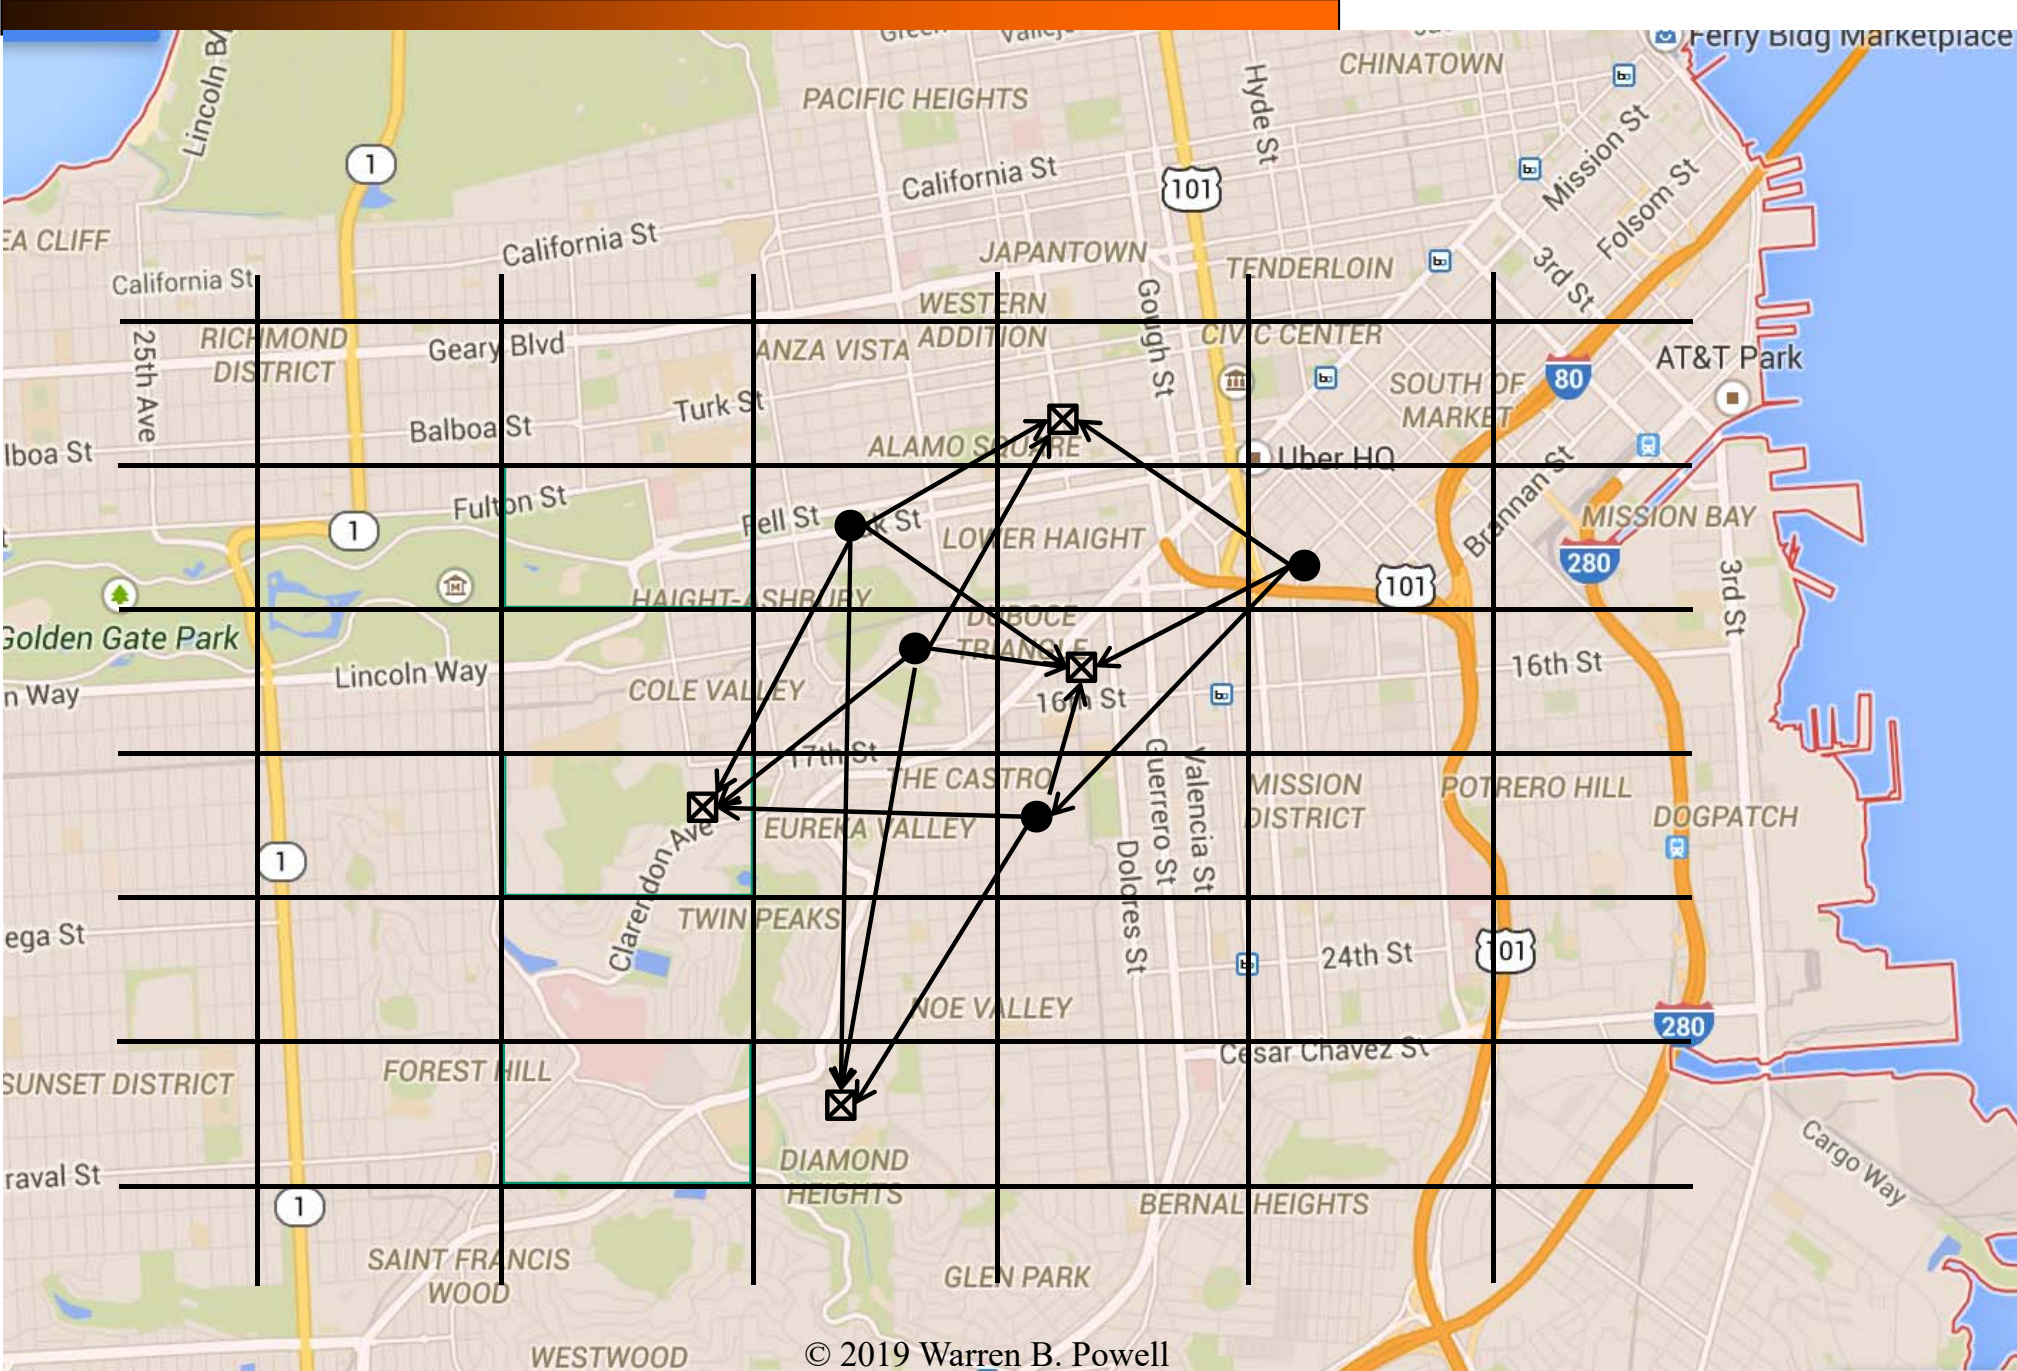 Ferry Bldg Marketplace
CHINATOWN
Lincoln
Hyde St
PACIFIC HEIGHTS
1
Mission St
California St
101
Folsom St
EA CLIFF
California St
JAPANTOWN
TENDERLOIN
3rd St
California St
WESTERN
ADDITION
Gough St
CIVIC CENTER
RICHMOND
DISTRICT
25th Ave
Geary Blvd
ANZA VISTA
AT&T Park
80
SOUTH OF
MARKET
Turk St
Balboa St
ALAMO SQUARE
lboa St
Uber HQ
Fulton St
Fell St
k St
Brannan St
MISSION BAY
1
LOWER HAIGHT
280
101
3rd St
HAIGHT-ASHBURY
DUBOCE
TRIANGLE
Golden Gate Park
Lincoln Way
16th St
n Way
COLE VALLEY
16th St
17th St
THE CASTRO
Guerrero St
Valencia St
MISSION
DISTRICT
POTRERO HILL
DOGPATCH
EUREKA VALLEY
1
Clarendon Ave
Dolores St
TWIN PEAKS
ega St
24th St
101
NOE VALLEY
280
Cesar Chavez St
SUNSET DISTRICT
FOREST HILL
Cargo Way
DIAMOND
HEIGHTS
raval St
1
BERNAL HEIGHTS
SAINT FRANCIS
WOOD
GLEN PARK
WESTWOOD
© 2019 Warren B. Powell